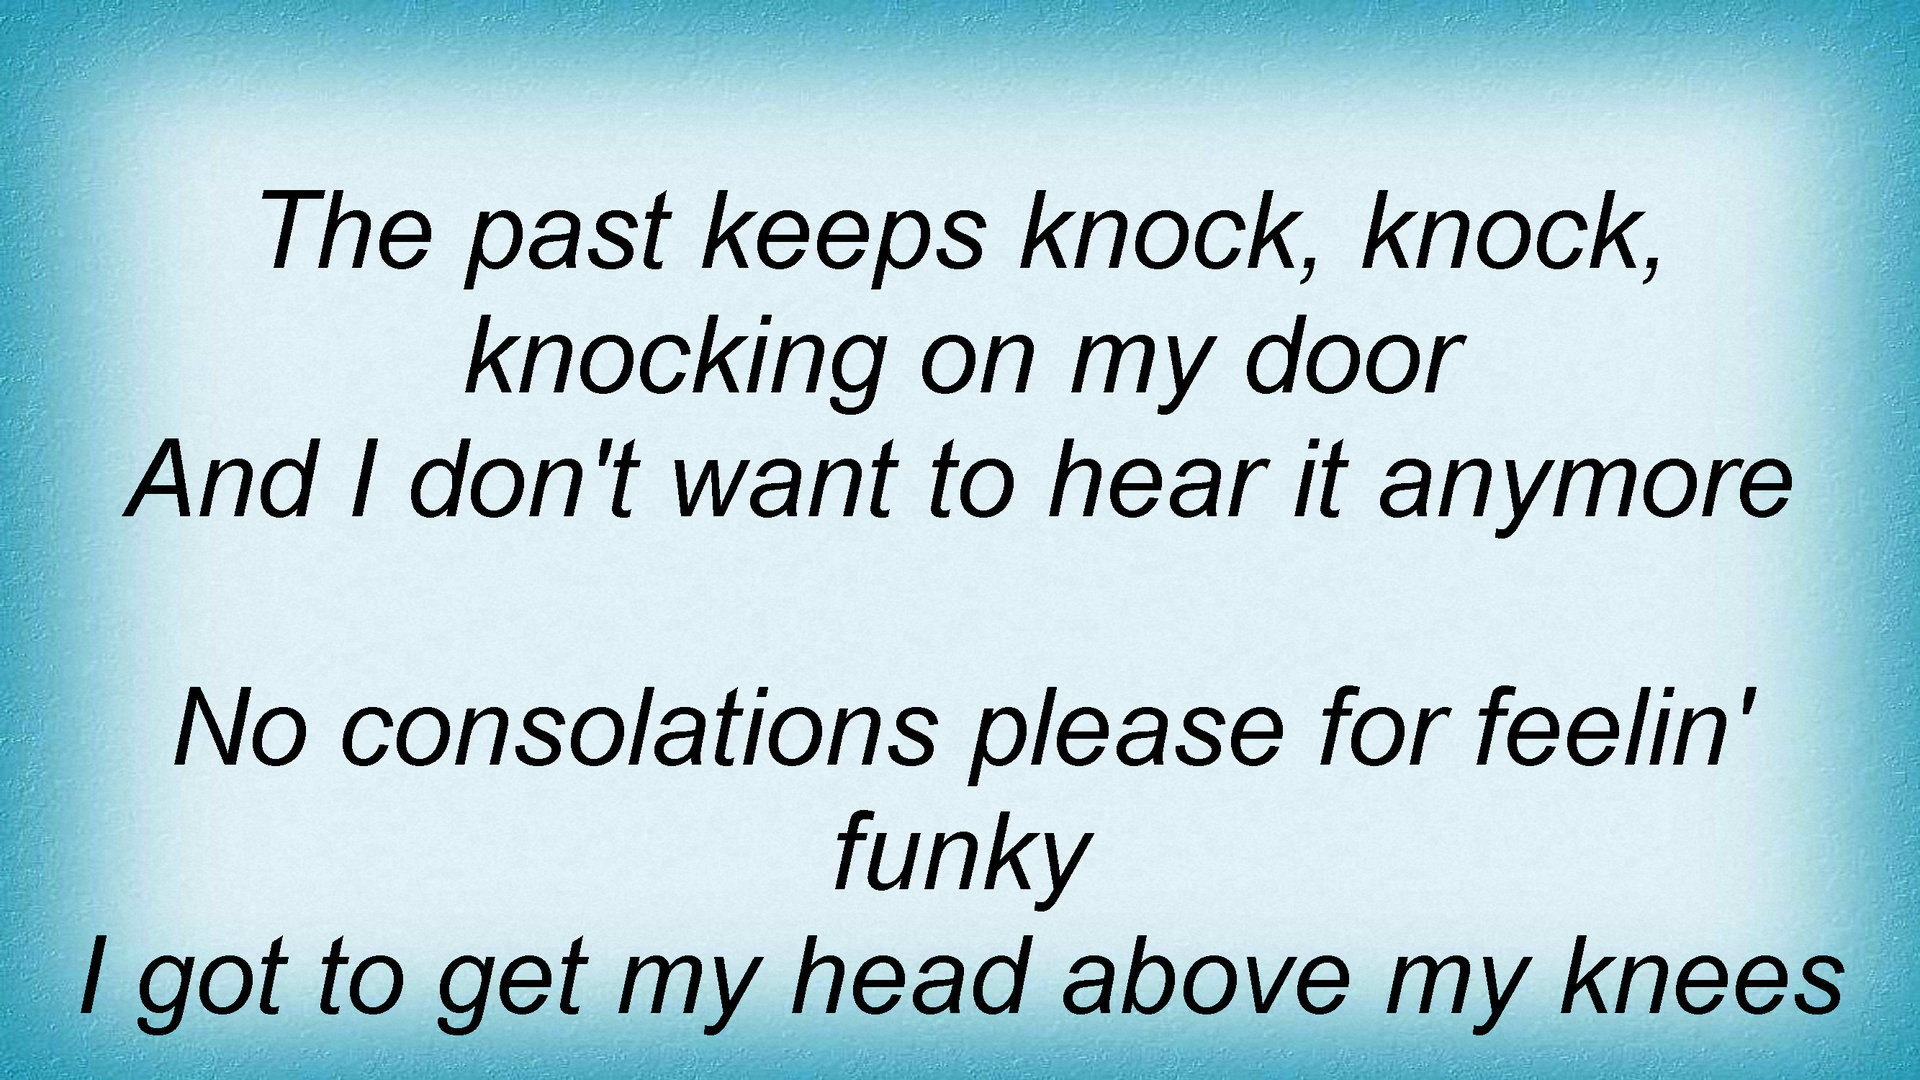 The past keeps knock, knock,
knocking on my door
And I don't want to hear it anymore
No consolations please for feelin'
funky
I got to get my head above my knees